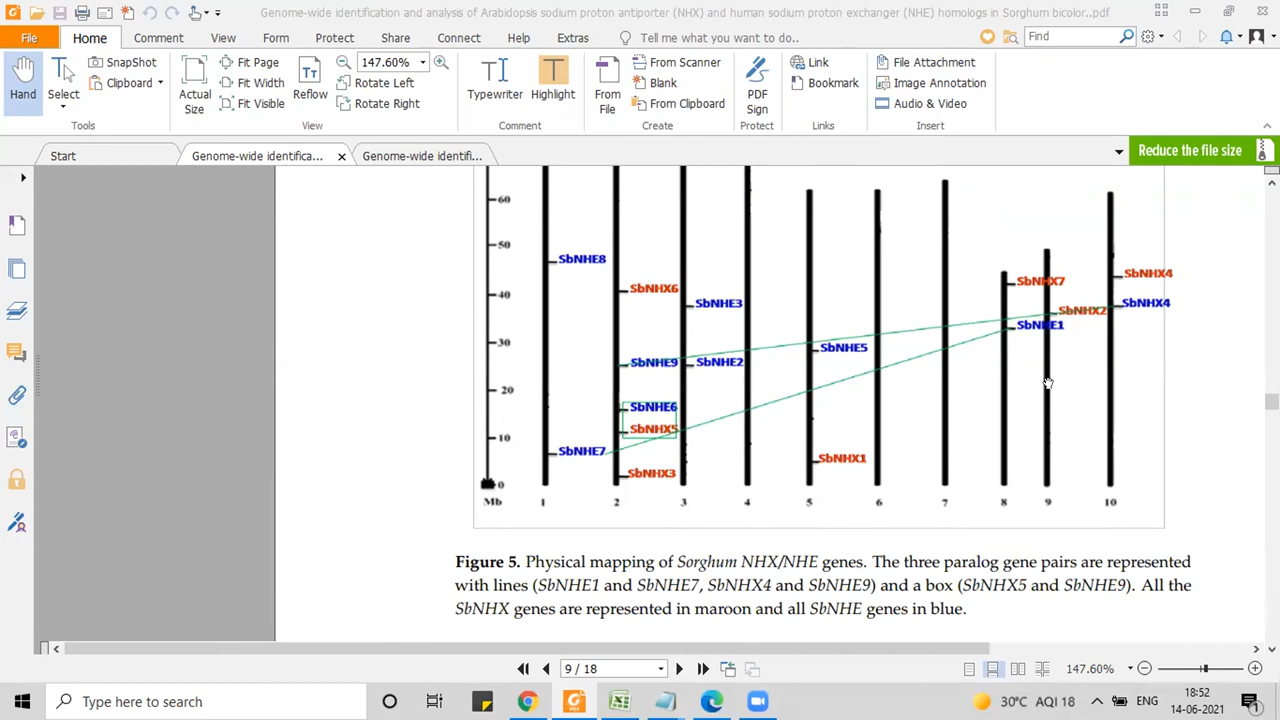 Genome-wide identification and analysis of Arabidopsis sodium proton antiporter (NHX) and human sodium proton exchanger (NHE) homologs in Sorghum bicolor..pdf
File Home Comment View Form Protect Share Connect Help Extras Tell me what you want to do.. Find
Hand Select SnapShot Clipboard Actual Size Fit Page Fit Width Fit Visible Reflow 147.60% Rotate Left Rotate Right Typewriter Highlight From File From Scanner Blank From Clipboard PDF Sign Link Bookmark File Attachment Image Annotation Audio & Video
Tools View Comment Create Protect Links Insert
Start Genome-wide identifica... Genome-wide identifi... Reduce the file size
60
50
SbNHE8
SbNHX4
SbNHX7
SbNHX6
40
SbNHE3 SbNHX4
SbNHX2
SbNHE1
30
SbNHE5
SbNHE9 SbNHE2
20
SbNHE6
SbNHX5
10
SbNHE7
SbNHX1
SbNHX3
0
Mb 1 2 3 4 5 6 7 8 9 10
Figure 5. Physical mapping of Sorghum NHX/NHE genes. The three paralog gene pairs are represented
with lines (SbNHE1 and SbNHE7, SbNHX4 and SbNHE9) and a box (SbNHX5 and SbNHE9). All the
SbNHX genes are represented in maroon and all SbNHE genes in blue.
9 / 18 147.60%
Type here to search 30°C AQI 18 ENG 18:52
14-06-2021